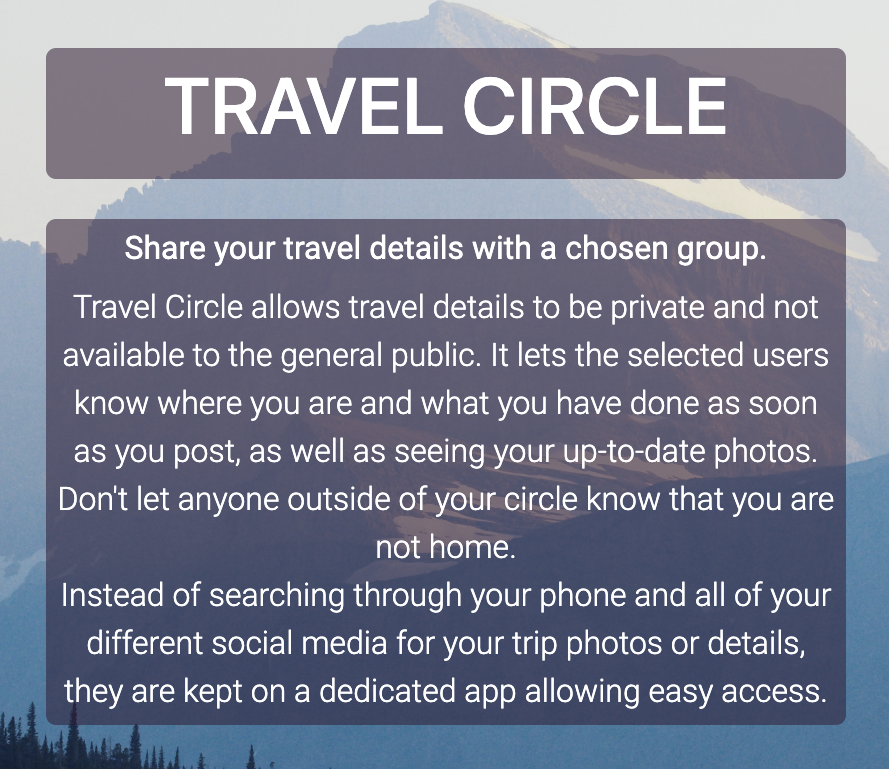 TRAVEL CIRCLE
Share your travel details with a chosen group.
Travel Circle allows travel details to be private and not
available to the general public. It lets the selected users
know where you are and what you have done as soon
as you post, as well as seeing your up-to-date photos.
Don't let anyone outside of your circle know that you are
not home.
Instead of searching through your phone and all of your
different social media for your trip photos or details,
they are kept on a dedicated app allowing easy access.